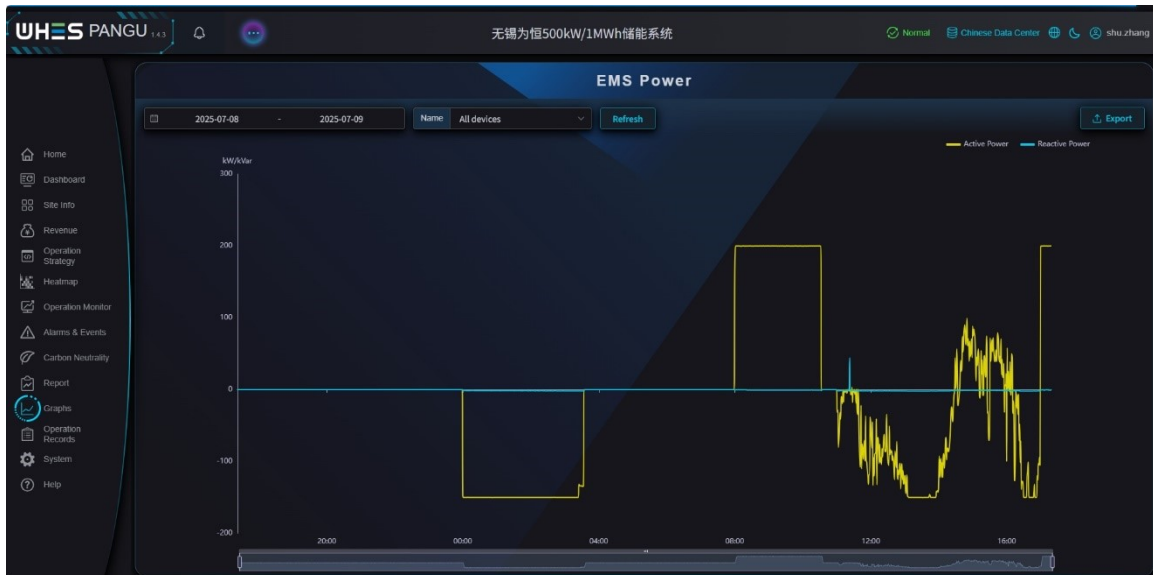 WHES PANGU 1.4.3
无锡为恒500kW/1MWh储能系统
Normal
Chinese Data Center
shu.zhang
EMS Power
2025-07-08 - 2025-07-09
Name All devices
Refresh
Export
Home
Dashboard
Site Info
Revenue
Operation
Strategy
Heatmap
Operation Monitor
Alarms & Events
Carbon Neutrality
Report
Graphs
Operation
Records
System
Help
Active Power
Reactive Power
kW/kVar
300
200
100
0
-100
-200
20:00
00:00
04:00
08:00
12:00
16:00